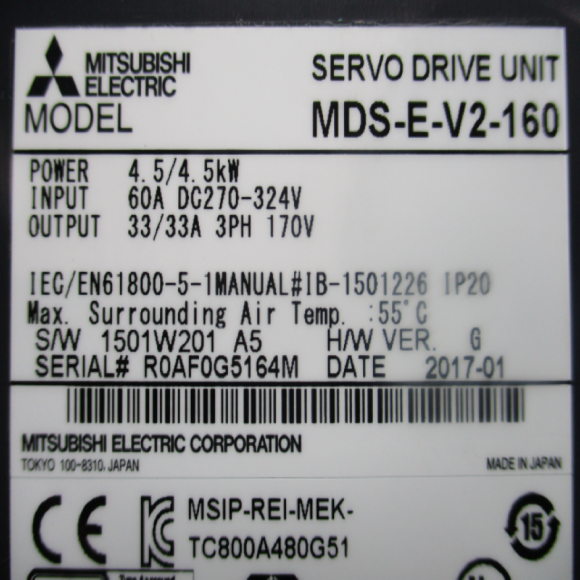 MITSUBISHI
ELECTRIC
SERVO DRIVE UNIT
MODEL MDS-E-V2-160
POWER 4.5/4.5kW
INPUT 60A DC270-324V
OUTPUT 33/33A 3PH 170V
IEC/EN61800-5-1MANUAL#IB-1501226 IP20
Max. Surrounding Air Temp. :55°C
S/W 1501W201 A5 H/W VER. G
SERIAL# R0AF0G5164M DATE 2017-01
MITSUBISHI ELECTRIC CORPORATION
TOKYO 100-8310, JAPAN MADE IN JAPAN
CE
MSIP-REI-MEK-
TC800A480G51
15